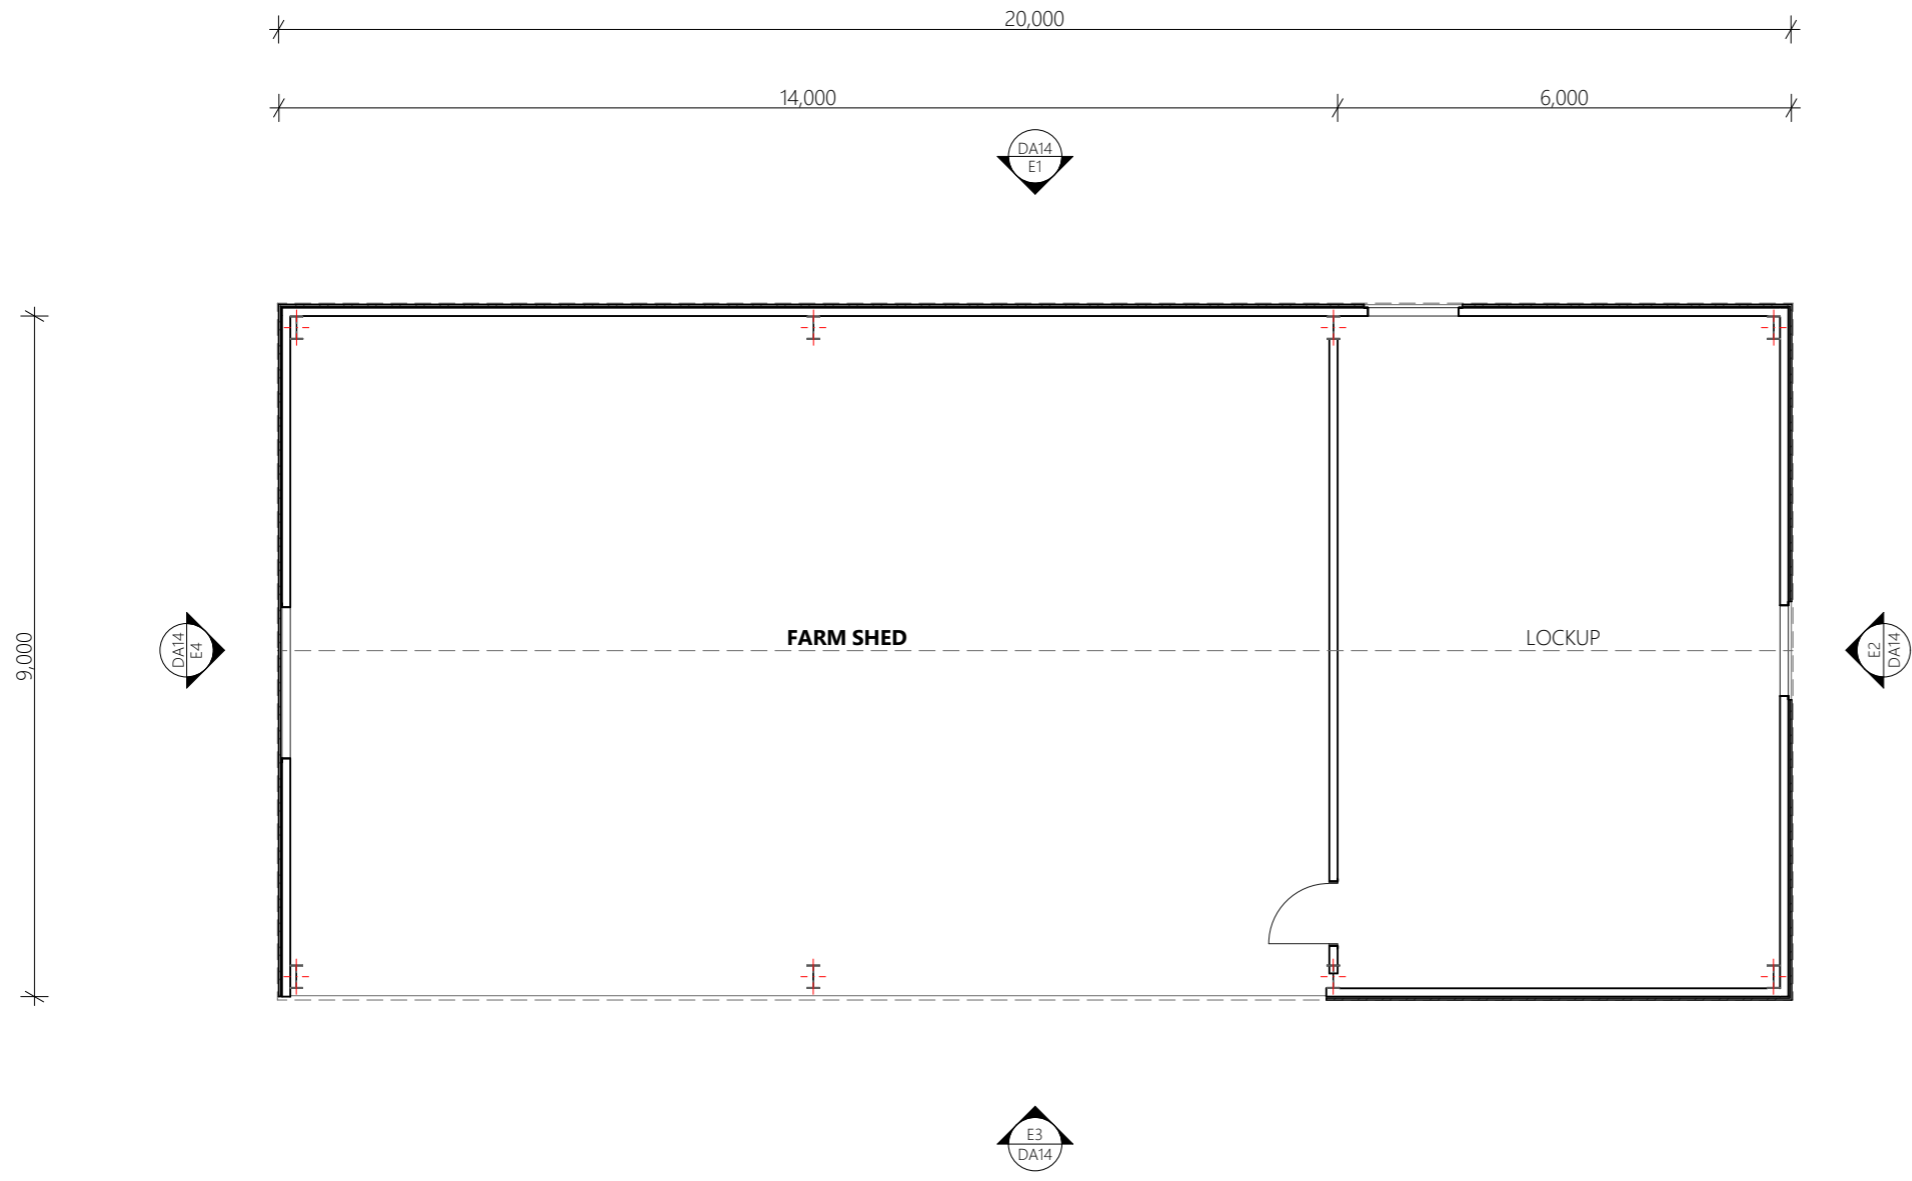 20,000
14,000
6,000
DA14
E1
9,000
DA14
E4
FARM SHED
LOCKUP
E2
DA14
E3
DA14